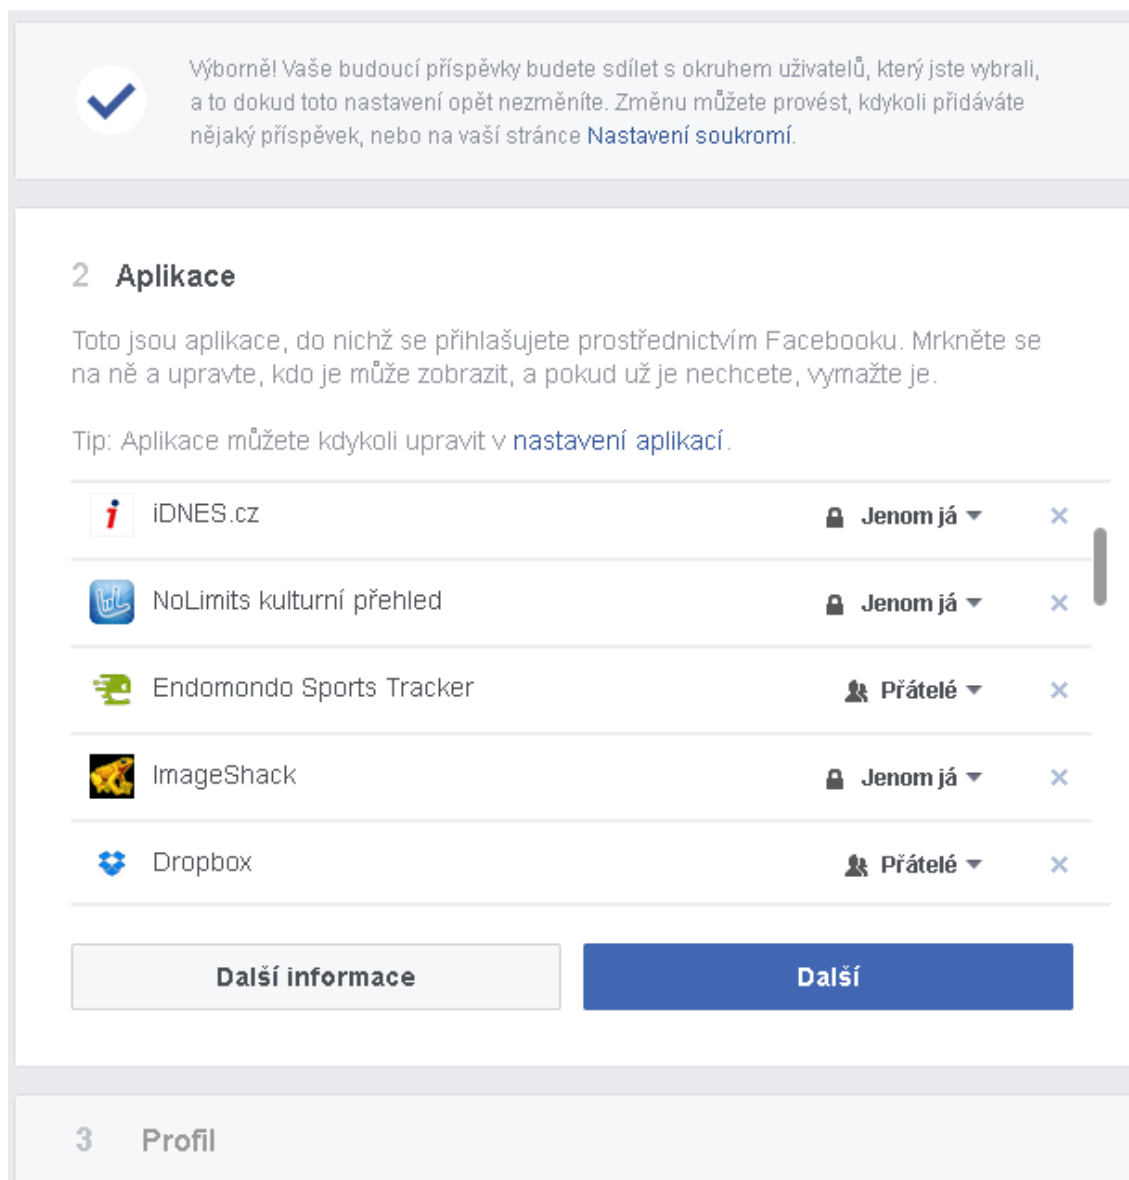 Výborně! Vaše budoucí příspěvky budete sdílet s okruhem uživatelů, který jste vybrali,
a to dokud toto nastavení opět nezměníte. Změnu můžete provést, kdykoli přidáváte
nějaký příspěvek, nebo na vaší stránce Nastavení soukromí.
2 Aplikace
Toto jsou aplikace, do nichž se přihlašujete prostřednictvím Facebooku. Mrkněte se
na ně a upravte, kdo je může zobrazit, a pokud už je nechcete, vymažte je.
Tip: Aplikace můžete kdykoli upravit v nastavení aplikací.
iDNES.cz Jenom já
NoLimits kulturní přehled Jenom já
Endomondo Sports Tracker Přátelé
ImageShack Jenom já
Dropbox Přátelé
Další informace Další
3 Profil